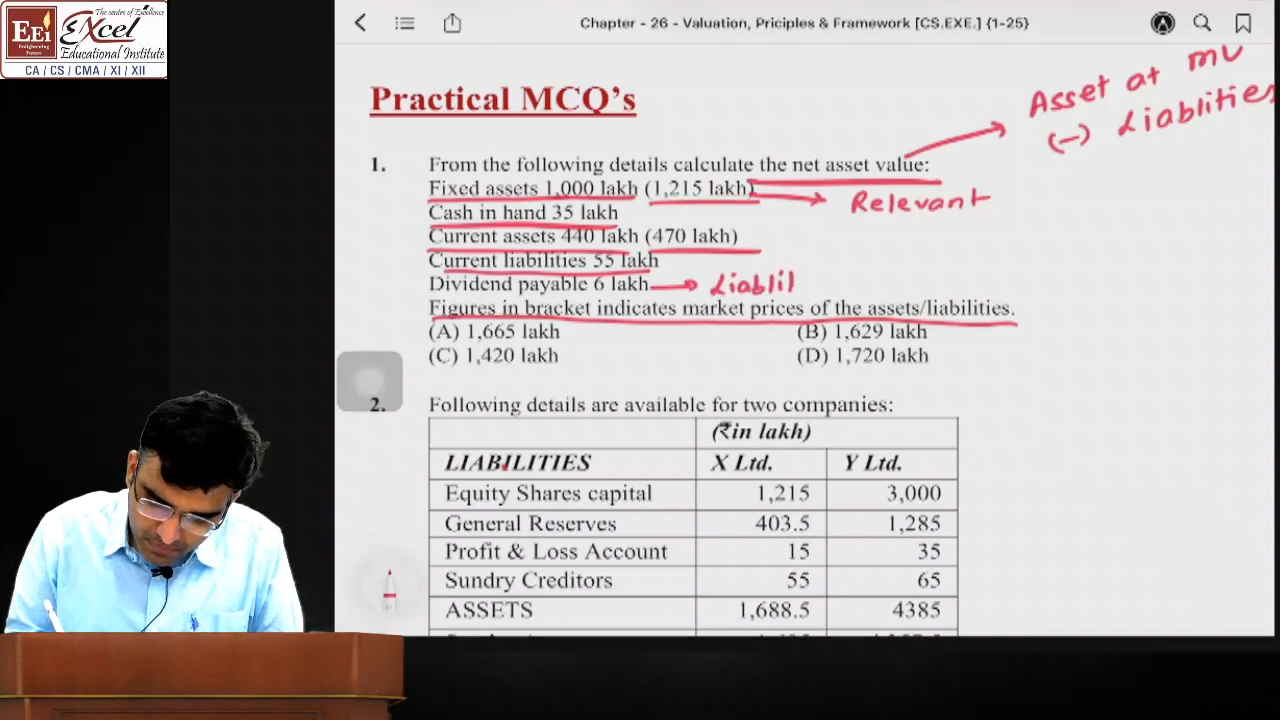 The centre of Excellence
EEi
Enlightening Future
Excel
Educational Institute
CA / CS / CMA / XI / XII
Chapter - 26 - Valuation, Priciples & Framework [CS.EXE.] {1-25}
Asset at MV
(-) Liablities
Practical MCQ's
1. From the following details calculate the net asset value:
Fixed assets 1,000 lakh (1,215 lakh)
Relevant
Cash in hand 35 lakh
Current assets 440 lakh (470 lakh)
Current liabilities 55 lakh
Dividend payable 6 lakh
Liablil
Figures in bracket indicates market prices of the assets/liabilities.
(A) 1,665 lakh (B) 1,629 lakh
(C) 1,420 lakh (D) 1,720 lakh
2. Following details are available for two companies:
(₹in lakh)
LIABILITIES X Ltd. Y Ltd.
Equity Shares capital 1,215 3,000
General Reserves 403.5 1,285
Profit & Loss Account 15 35
Sundry Creditors 55 65
ASSETS 1,688.5 4385